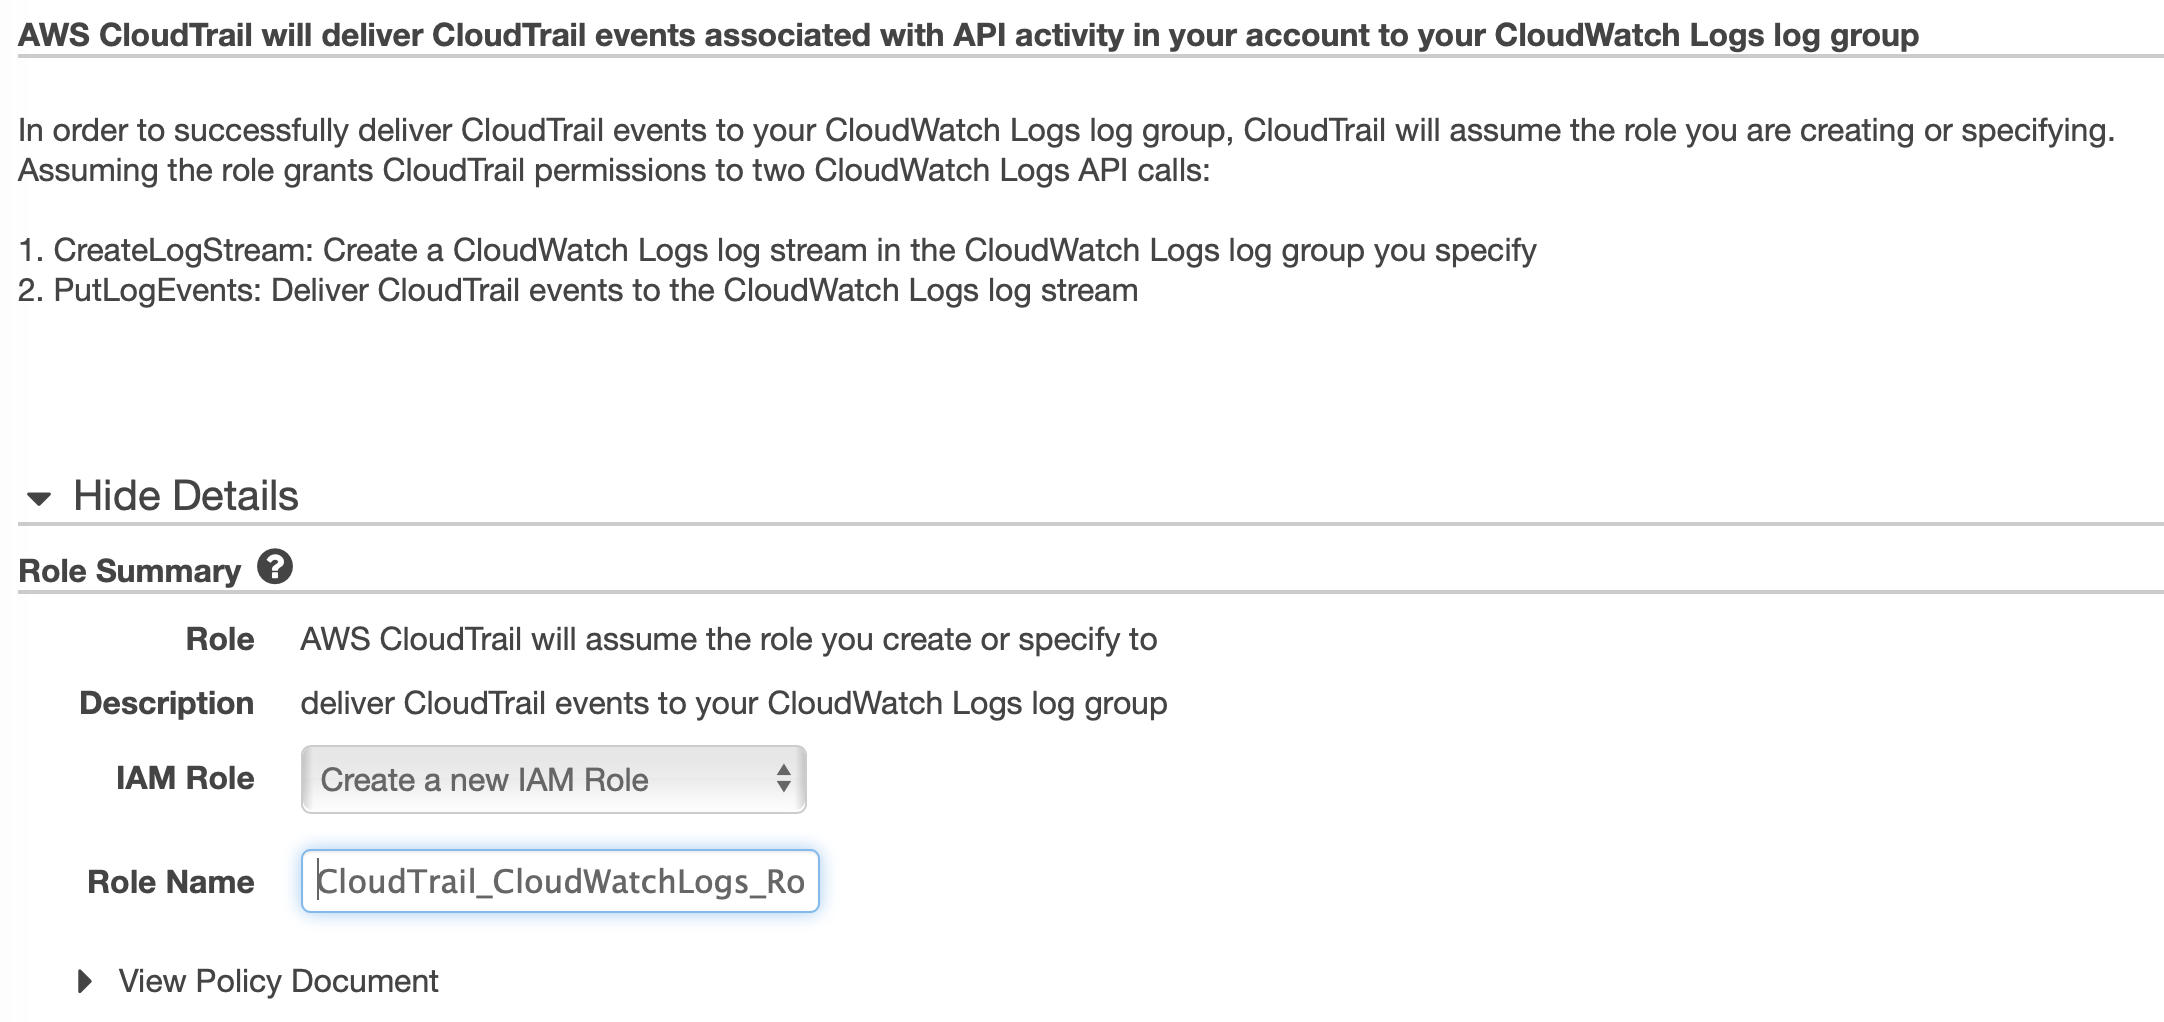 AWS CloudTrail will deliver CloudTrail events associated with API activity in your account to your CloudWatch Logs log group
In order to successfully deliver CloudTrail events to your CloudWatch Logs log group, CloudTrail will assume the role you are creating or specifying.
Assuming the role grants CloudTrail permissions to two CloudWatch Logs API calls:
1. CreateLogStream: Create a CloudWatch Logs log stream in the CloudWatch Logs log group you specify
2. PutLogEvents: Deliver CloudTrail events to the CloudWatch Logs log stream
Hide Details
Role Summary ?
Role AWS CloudTrail will assume the role you create or specify to
Description deliver CloudTrail events to your CloudWatch Logs log group
IAM Role Create a new IAM Role
Role Name CloudTrail_CloudWatchLogs_Ro
View Policy Document